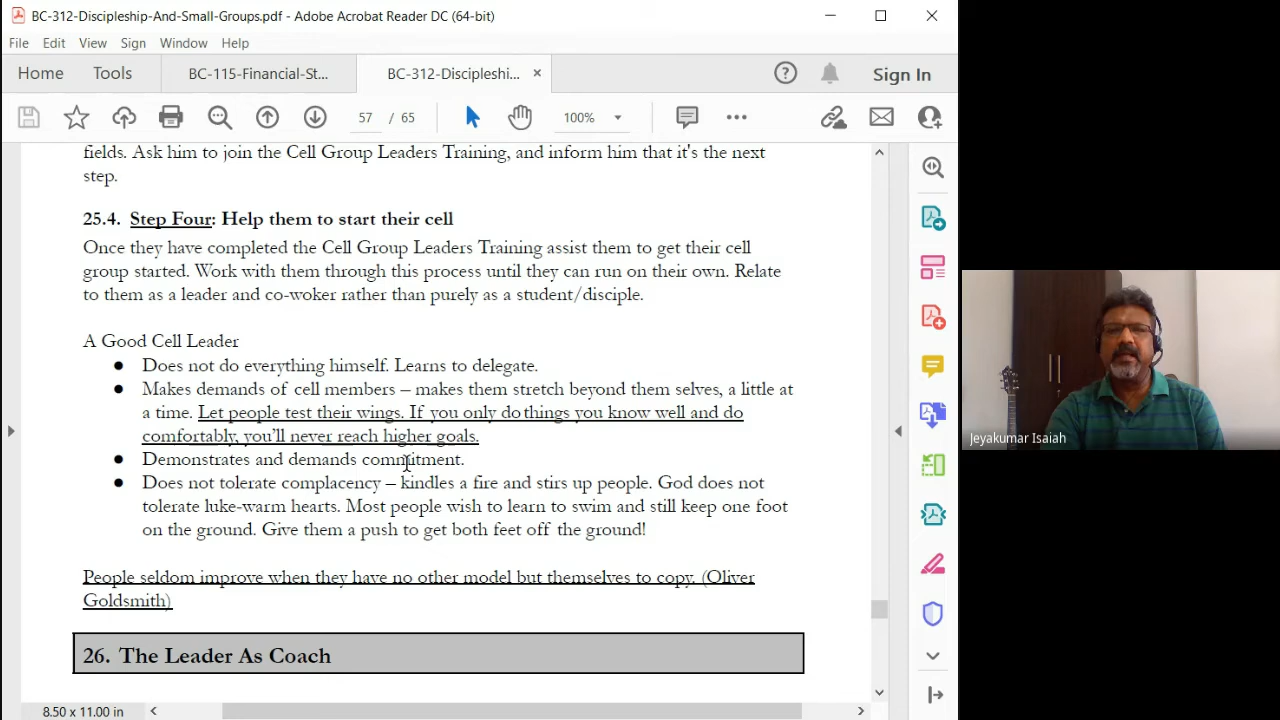 BC-312-Discipleship-And-Small-Groups.pdf - Adobe Acrobat Reader DC (64-bit)
File Edit View Sign Window Help
Home Tools BC-115-Financial-St... BC-312-Discipleshi... × Sign In
57 / 65 100%
fields. Ask him to join the Cell Group Leaders Training, and inform him that it's the next
step.
25.4. Step Four: Help them to start their cell
Once they have completed the Cell Group Leaders Training assist them to get their cell
group started. Work with them through this process until they can run on their own. Relate
to them as a leader and co-woker rather than purely as a student/disciple.
A Good Cell Leader
● Does not do everything himself. Learns to delegate.
● Makes demands of cell members – makes them stretch beyond them selves, a little at
a time. Let people test their wings. If you only do things you know well and do
comfortably, you'll never reach higher goals.
● Demonstrates and demands commitment.
● Does not tolerate complacency – kindles a fire and stirs up people. God does not
tolerate luke-warm hearts. Most people wish to learn to swim and still keep one foot
on the ground. Give them a push to get both feet off the ground!
People seldom improve when they have no other model but themselves to copy. (Oliver
Goldsmith)
26. The Leader As Coach
8.50 x 11.00 in
Jeyakumar Isaiah